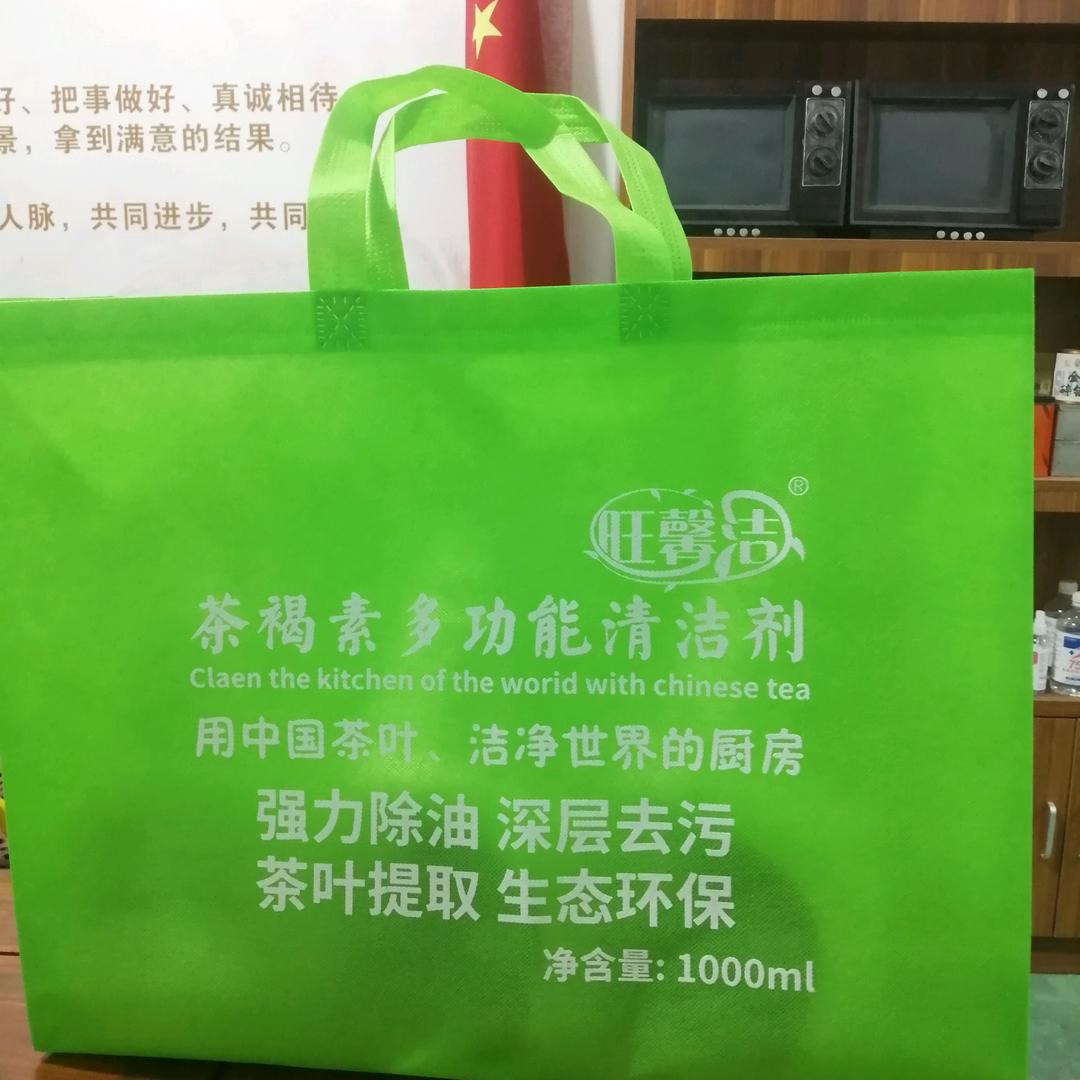 好、把事做好、真诚相待
景，拿到满意的结果。
人脉，共同进步，共同
旺馨洁®
茶褐素多功能清洁剂
Claen the kitchen of the world with chinese tea
用中国茶叶、洁净世界的厨房
强力除油 深层去污
茶叶提取 生态环保
净含量: 1000ml